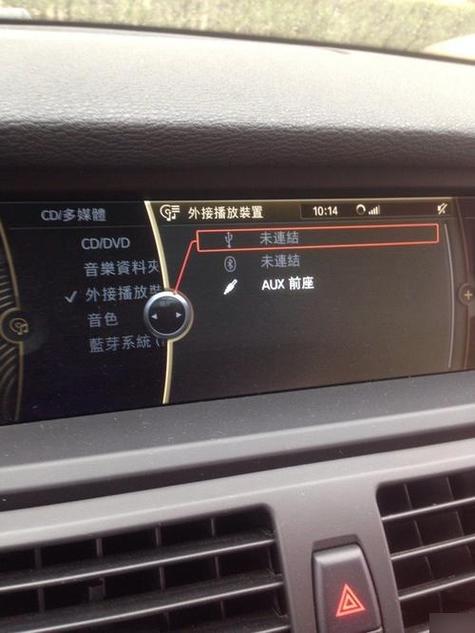 CD/多媒體
CD/DVD
音樂資料夾
外接播放裝
音色
藍芽系統 (
外接播放裝置
10:14
未連結
未連結
AUX 前座